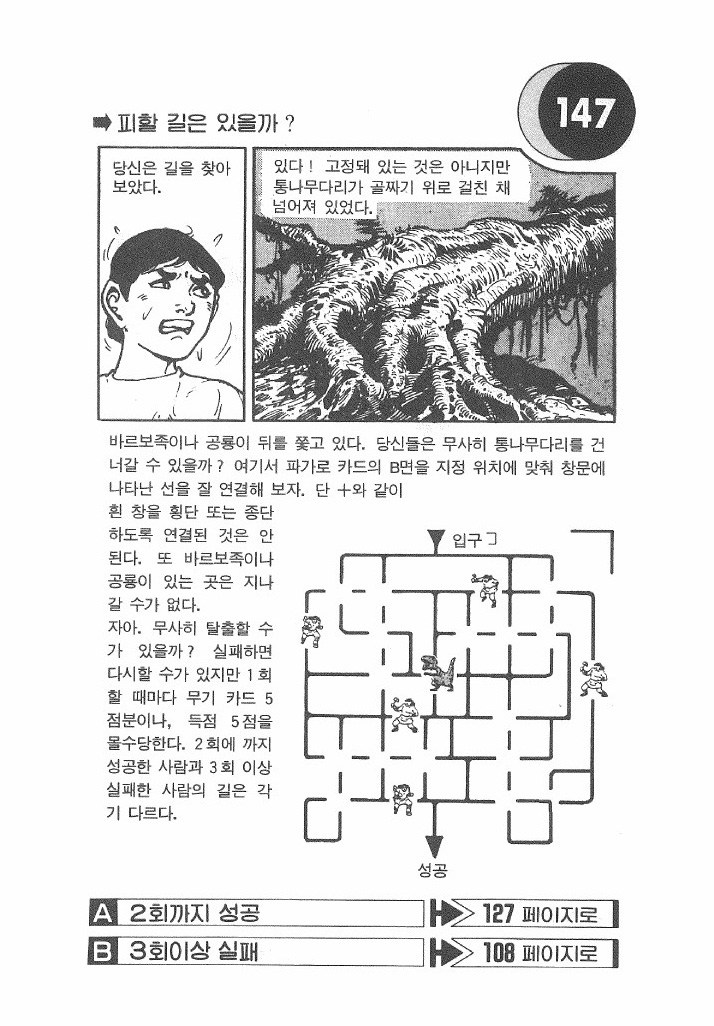 147
➡ 피할 길은 있을까?
당신은 길을 찾아
보았다.
있다! 고정돼 있는 것은 아니지만
통나무다리가 골짜기 위로 걸친 채
넘어져 있었다.
바르보족이나 공룡이 뒤를 쫓고 있다. 당신들은 무사히 통나무다리를 건
너갈 수 있을까? 여기서 파가로 카드의 B면을 지정 위치에 맞춰 창문에
나타난 선을 잘 연결해 보자. 단 +와 같이
흰 창을 횡단 또는 종단
하도록 연결된 것은 안
된다. 또 바르보족이나
공룡이 있는 곳은 지나
갈 수가 없다.
자아. 무사히 탈출할 수
가 있을까? 실패하면
다시할 수가 있지만 1회
할 때마다 무기 카드 5
점분이나, 득점 5점을
몰수당한다. 2회에 까지
성공한 사람과 3회 이상
실패한 사람의 길은 각
기 다르다.
입구
성공
A 2회까지 성공 127 페이지로
B 3회이상 실패 108 페이지로